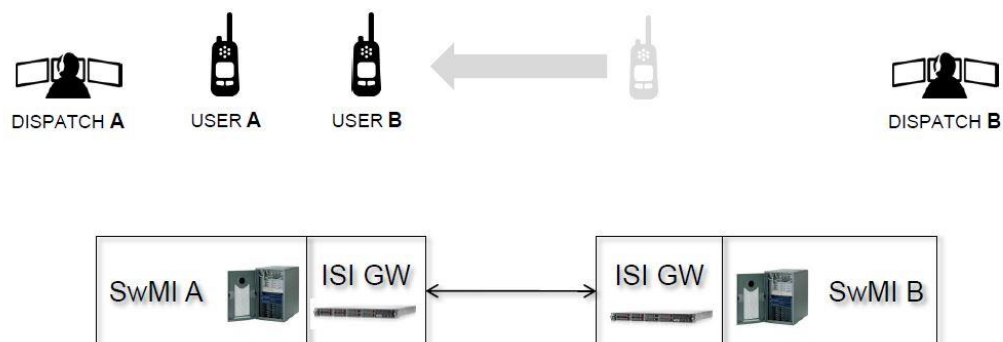 DISPATCH A
USER A
USER B
DISPATCH B
SwMI A
ISI GW
ISI GW
SwMI B